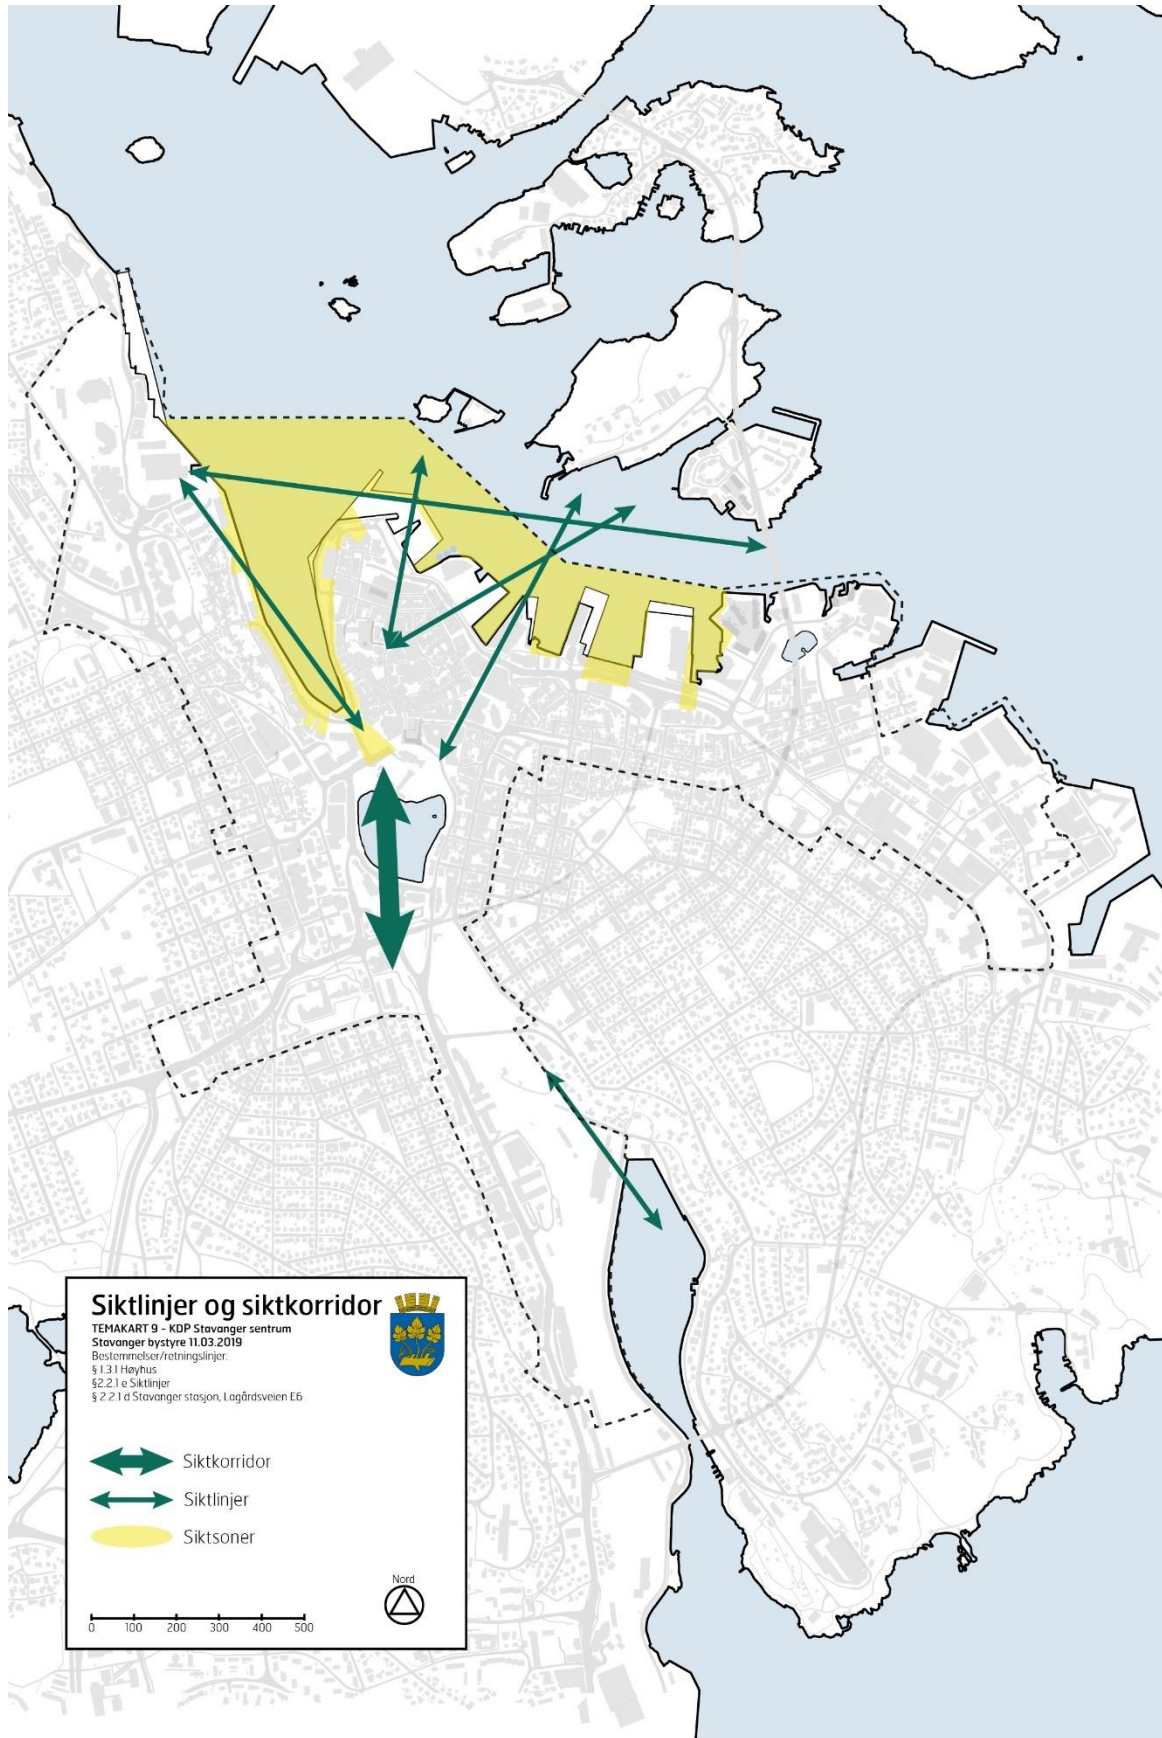 Siktlinjer og siktkorridor
TEMAKART 9 - KDP Stavanger sentrum
Stavanger bystyre 11.03.2019
Bestemmelser/retningslinjer:
§ 1.3.1 Høyhus
§2.2.1 e Siktlinjer
§ 2.2.1 d Stavanger stasjon, Lagårdsveien E6
Siktkorridor
Siktlinjer
Siktsoner
Nord
0 100 200 300 400 500